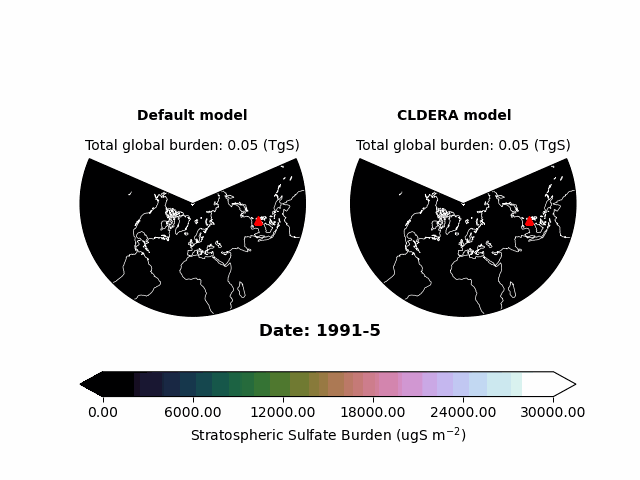 Default model
CLDERA model
Total global burden: 0.05 (TgS)
Total global burden: 0.05 (TgS)
Date: 1991-5
0.00 6000.00 12000.00 18000.00 24000.00 30000.00
Stratospheric Sulfate Burden (ugS m⁻²)